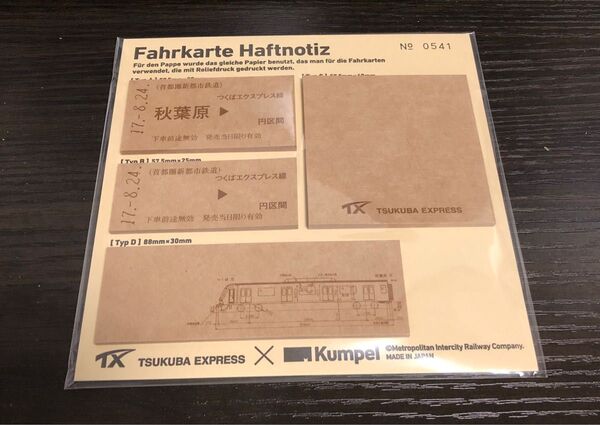 Fahrkarte Haftnotiz
Nº 0541
Für den Pappe wurde das gleiche Papier benutzt, das man für die Fahrkarten
verwendet, die mit Reliefdruck gedruckt werden.
17.-8.24.
(首都圏新都市鉄道)
つくばエクスプレス線
秋葉原 ▶
円区間
下車前途無効 発売当日限り有効
[ Typ B ] 57.5mm×25mm
17.-8.24.
(首都圏新都市鉄道)
つくばエクスプレス線
▶
円区間
下車前途無効 発売当日限り有効
TX TSUKUBA EXPRESS
[ Typ D ] 88mm×30mm
TX TSUKUBA EXPRESS × Kumpel
©Metropolitan Intercity Railway Company.
MADE IN JAPAN